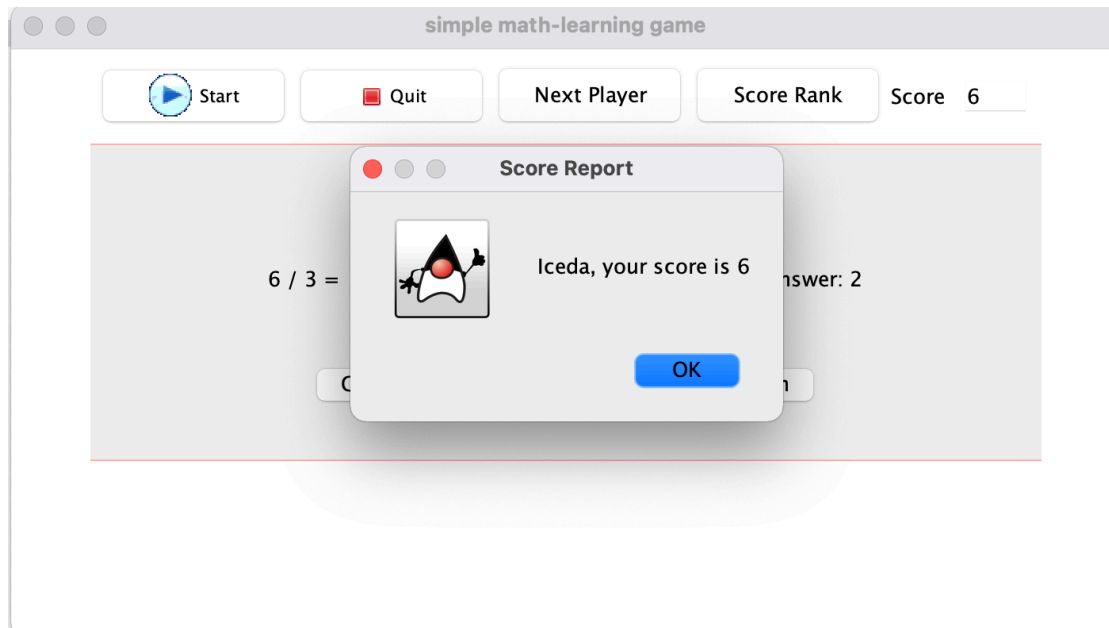 simple math-learning game
Start Quit Next Player Score Rank Score 6
Score Report
Iceda, your score is 6
6 / 3 = nswer: 2
OK